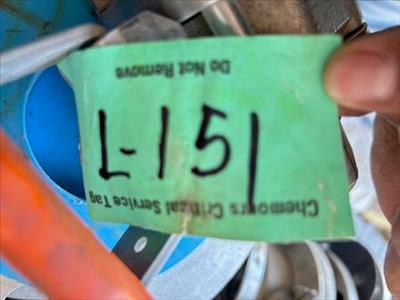 Chemours Critical Service Tag
L-151
Do Not Remove